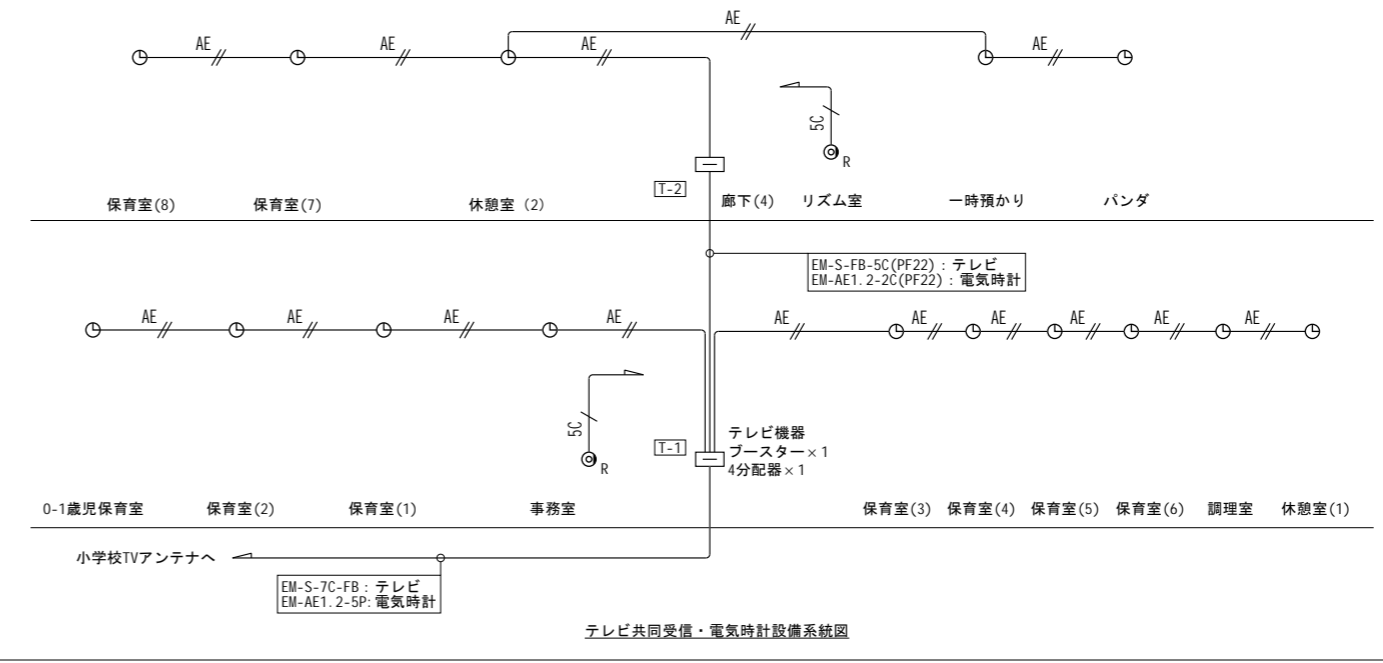 AE
AE
AE
AE
AE
AE
5C
R
保育室(8)
保育室(7)
休憩室 (2)
T-2
廊下(4)
リズム室
一時預かり
パンダ
EM-S-FB-5C(PF22) : テレビ
EM-AE1.2-2C(PF22) : 電気時計
AE
AE
AE
AE
AE
AE
AE
AE
AE
AE
5C
R
T-1
テレビ機器
ブースター×1
4分配器×1
0-1歳児保育室
保育室(2)
保育室(1)
事務室
保育室(3)
保育室(4)
保育室(5)
保育室(6)
調理室
休憩室(1)
小学校TVアンテナへ
EM-S-7C-FB : テレビ
EM-AE1.2-5P: 電気時計
テレビ共同受信・電気時計設備系統図